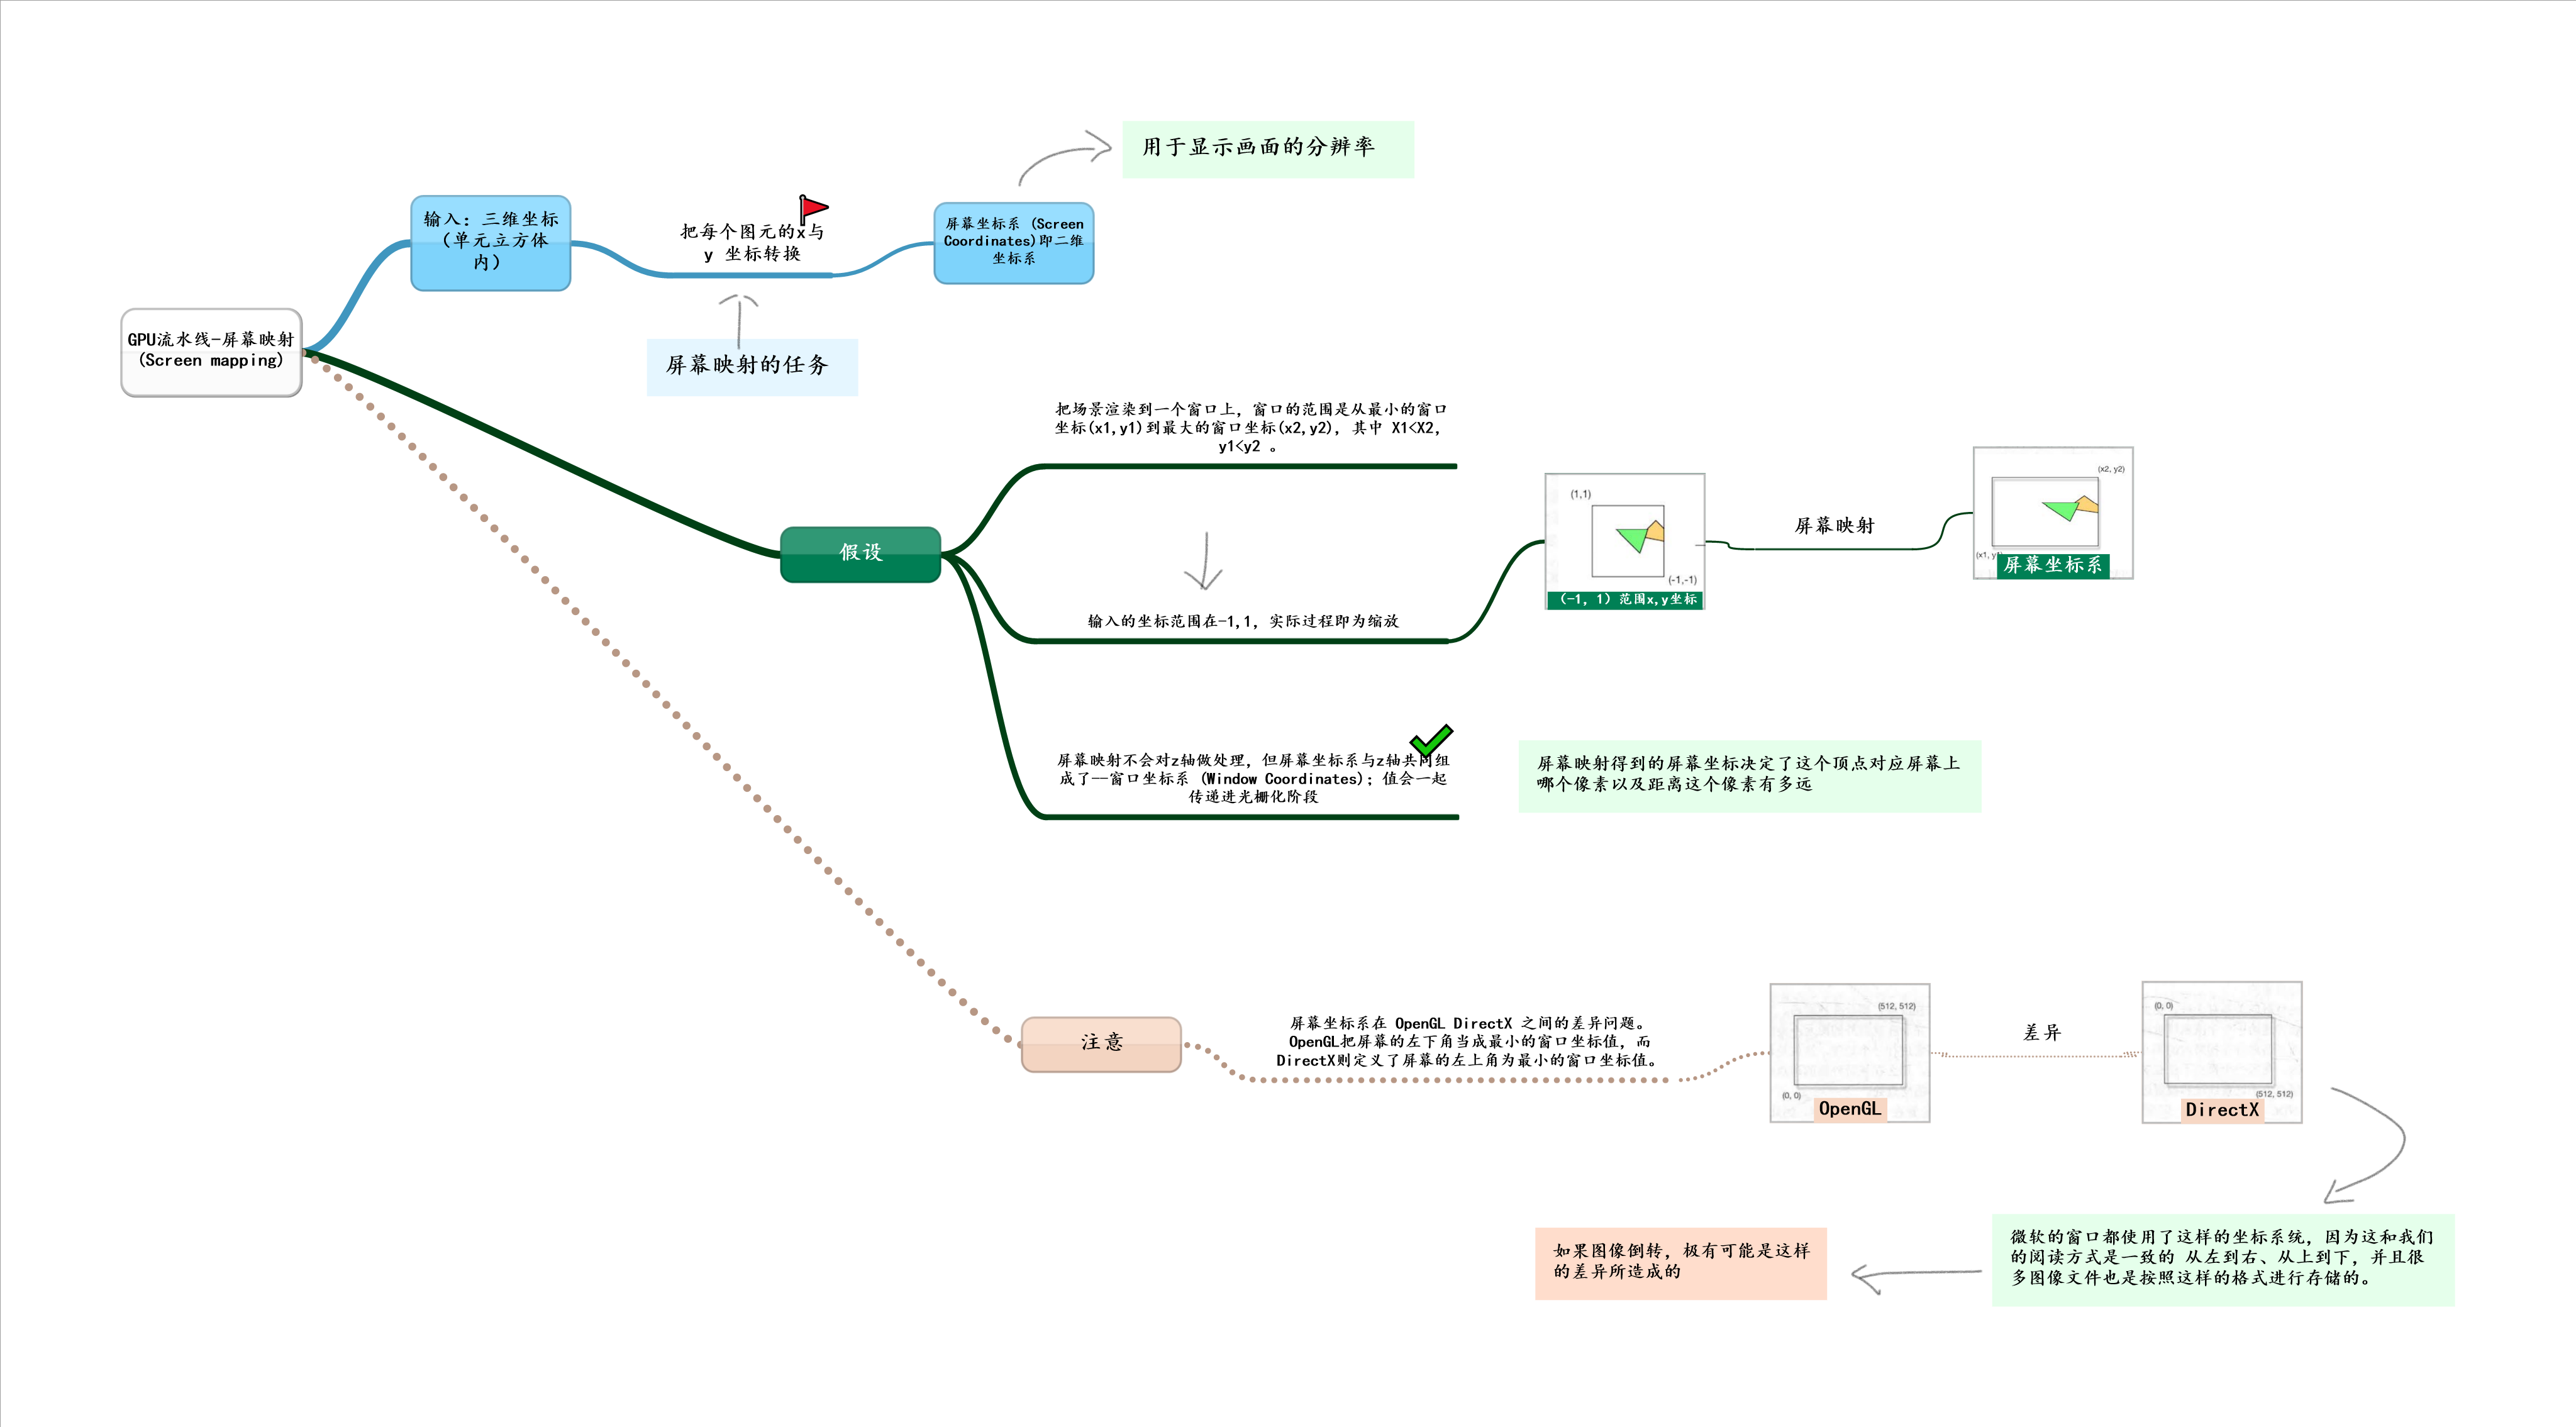 用于显示画面的分辨率
输入：三维坐标
（单元立方体
内）
把每个图元的x与
y 坐标转换
屏幕坐标系 (Screen
Coordinates)即二维
坐标系
GPU流水线-屏幕映射
(Screen mapping)
屏幕映射的任务
把场景渲染到一个窗口上，窗口的范围是从最小的窗口
坐标(x1,y1)到最大的窗口坐标(x2,y2)，其中 X1<X2，
y1<y2 。
假设
输入的坐标范围在-1,1，实际过程即为缩放
(1,1)
(-1,-1)
（-1, 1）范围x,y坐标
屏幕映射
(x2, y2)
(x1, y1)
屏幕坐标系
屏幕映射不会对z轴做处理，但屏幕坐标系与z轴共同组
成了--窗口坐标系 (Window Coordinates)；值会一起
传递进光栅化阶段
屏幕映射得到的屏幕坐标决定了这个顶点对应屏幕上
哪个像素以及距离这个像素有多远
注意
屏幕坐标系在 OpenGL DirectX 之间的差异问题。
OpenGL把屏幕的左下角当成最小的窗口坐标值，而
DirectX则定义了屏幕的左上角为最小的窗口坐标值。
(512, 512)
(0, 0)
OpenGL
差异
(0, 0)
(512, 512)
DirectX
微软的窗口都使用了这样的坐标系统，因为这和我们
的阅读方式是一致的 从左到右、从上到下，并且很
多图像文件也是按照这样的格式进行存储的。
如果图像倒转，极有可能是这样
的差异所造成的